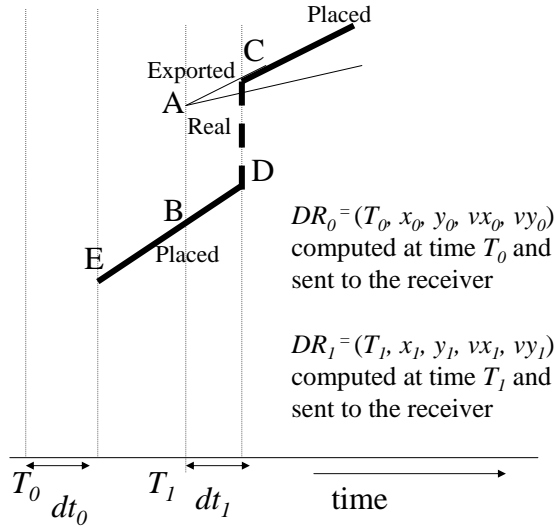 Placed
C
Exported
A
Real
D
B
Placed
E
DR₀ = (T₀, x₀, y₀, vx₀, vy₀)
computed at time T₀ and
sent to the receiver
DR₁ = (T₁, x₁, y₁, vx₁, vy₁)
computed at time T₁ and
sent to the receiver
T₀ dt₀ T₁ dt₁ time